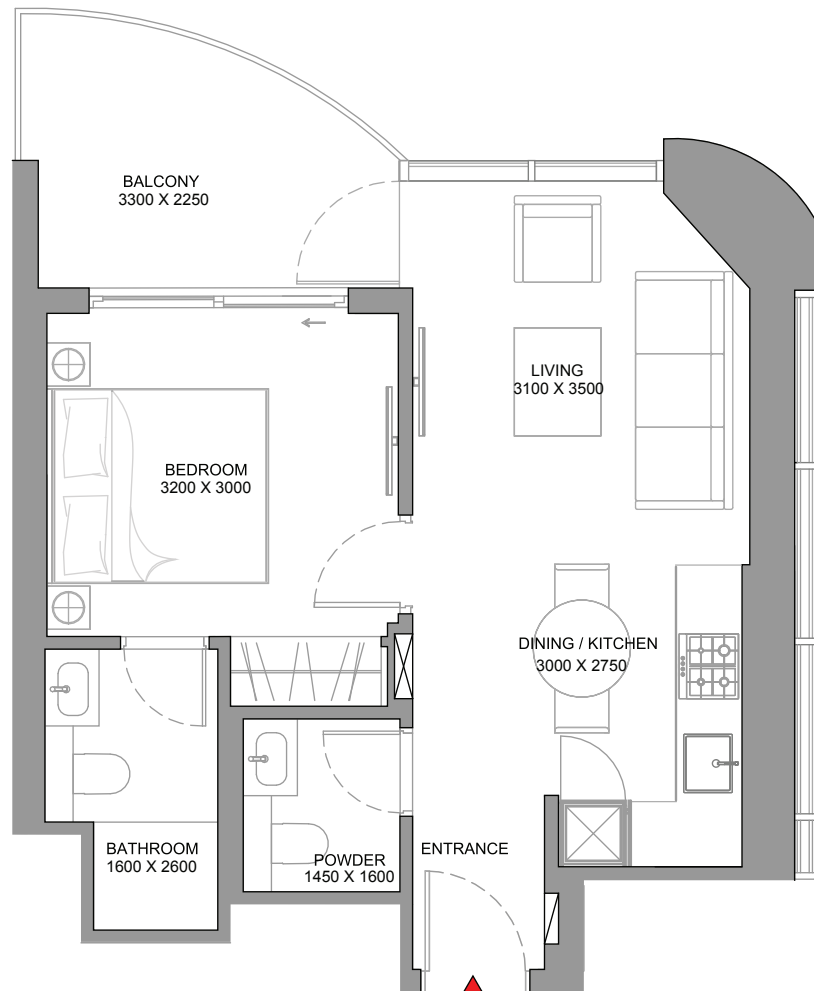 BALCONY
3300 X 2250
LIVING
3100 X 3500
BEDROOM
3200 X 3000
DINING / KITCHEN
3000 X 2750
BATHROOM
1600 X 2600
POWDER
1450 X 1600
ENTRANCE